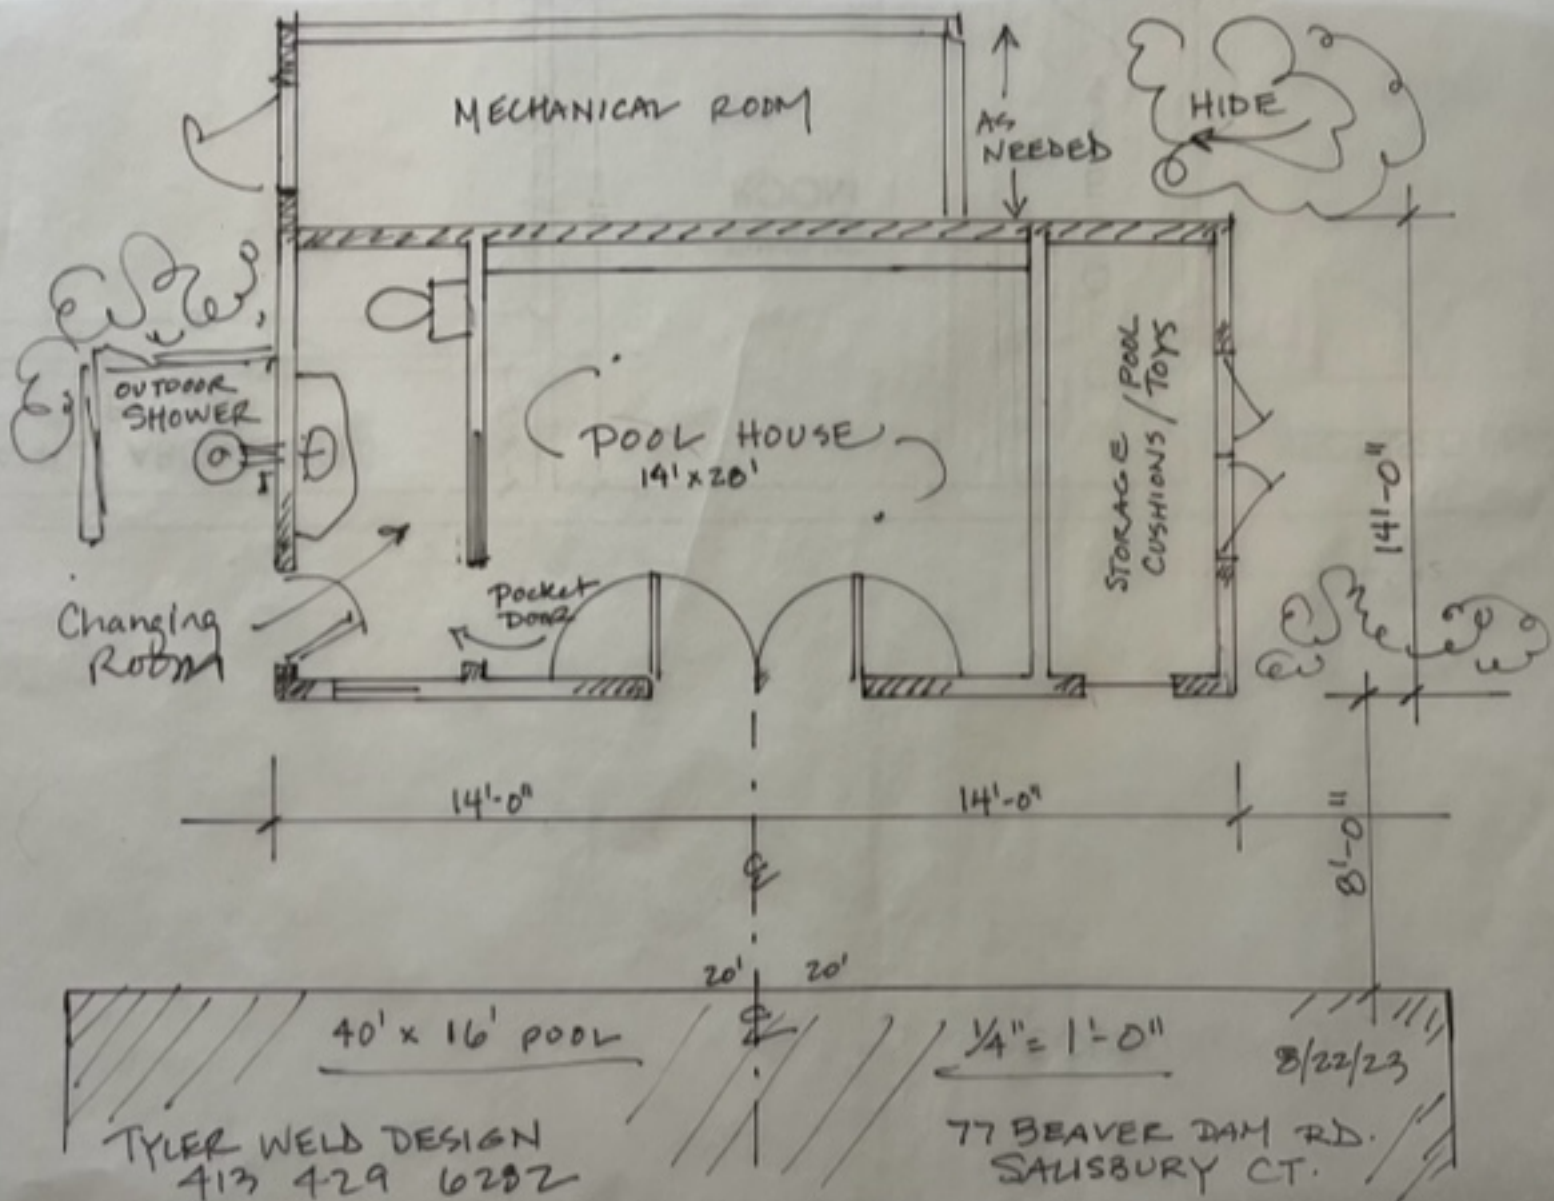 MECHANICAL ROOM
AS
NEEDED
HIDE
OUTDOOR
SHOWER
POOL HOUSE
14' x 28'
STORAGE / POOL
CUSHIONS / TOYS
14'-0"
Changing
ROOM
Pocket
DOOR
14'-0"
14'-0"
8'-0"
20'
20'
40' x 16' POOL
1/4" = 1'-0"
8/22/23
TYLER WELD DESIGN
413 429 6282
77 BEAVER DAM RD.
SALISBURY CT.